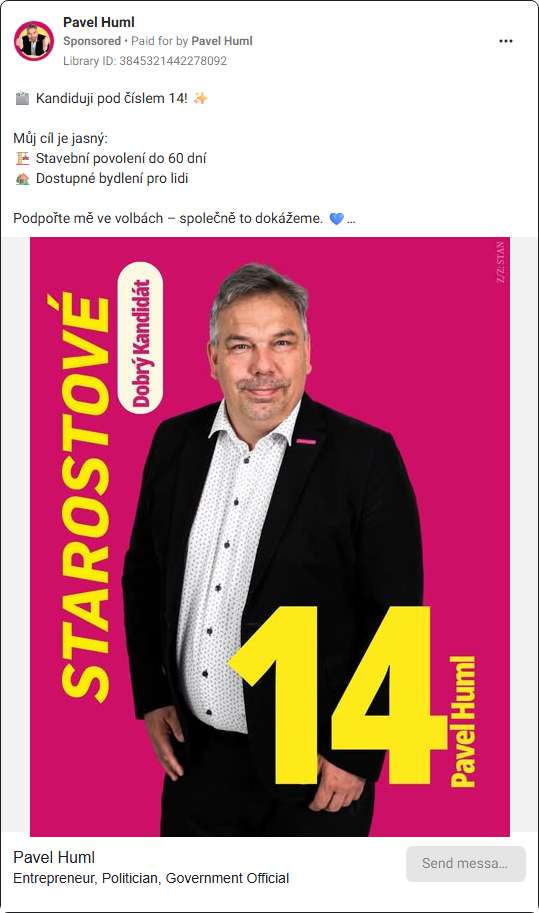 Pavel Huml
Sponsored • Paid for by Pavel Huml
Library ID: 3845321442278092
🏙️ Kandiduji pod číslem 14! ✨
Můj cíl je jasný:
🏗️ Stavební povolení do 60 dní
🏘️ Dostupné bydlení pro lidi
Podpořte mě ve volbách – společně to dokážeme. 💙 ...
Z/Z: STAN
STAROSTOVÉ
Dobrý Kandidát
14
Pavel Huml
Pavel Huml
Entrepreneur, Politician, Government Official
Send messa...